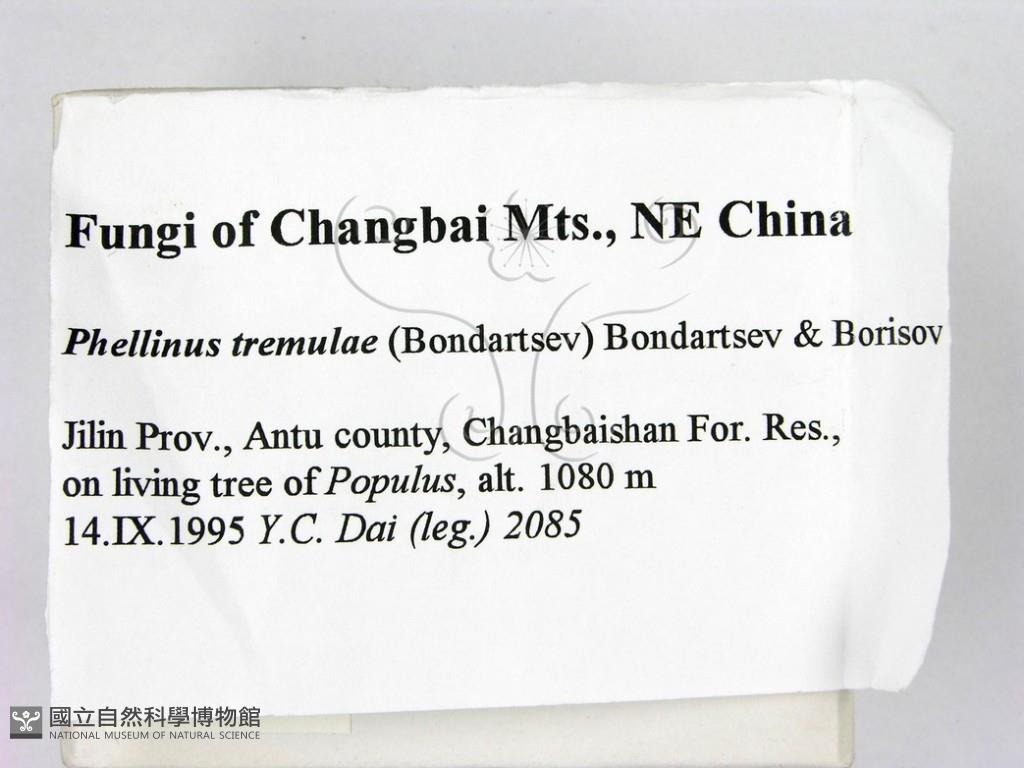 Fungi of Changbai Mts., NE China
Phellinus tremulae (Bondartsev) Bondartsev & Borisov
Jilin Prov., Antu county, Changbaishan For. Res.,
on living tree of Populus, alt. 1080 m
14.IX.1995 Y.C. Dai (leg.) 2085
國立自然科學博物館
NATIONAL MUSEUM OF NATURAL SCIENCE